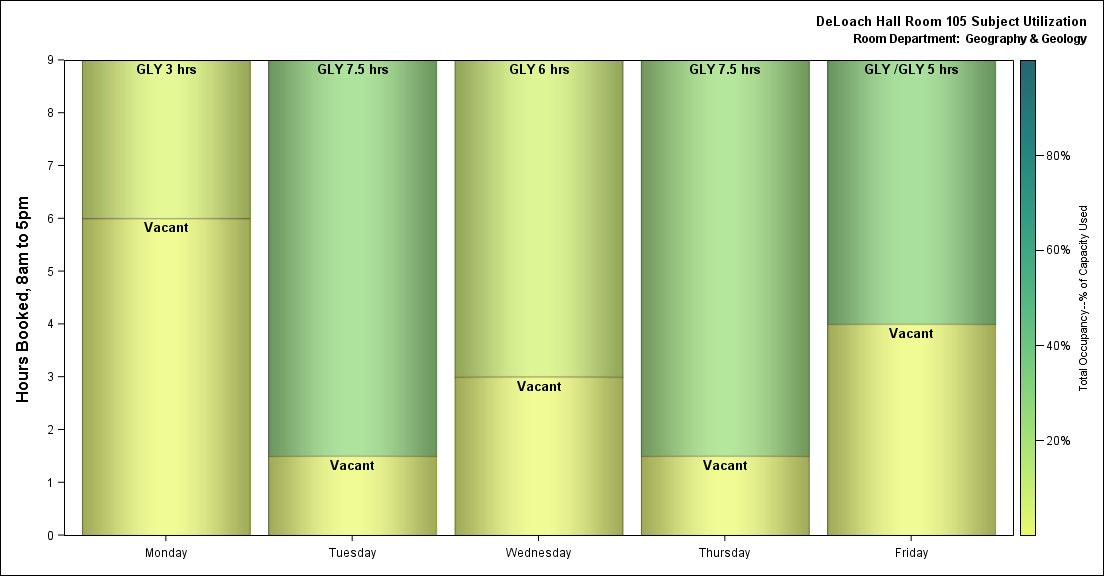 DeLoach Hall Room 105 Subject Utilization
Room Department: Geography & Geology
Hours Booked, 8am to 5pm
9
8
7
6
5
4
3
2
1
0
GLY 3 hrs
Vacant
GLY 7.5 hrs
Vacant
GLY 6 hrs
Vacant
GLY 7.5 hrs
Vacant
GLY /GLY 5 hrs
Vacant
Monday
Tuesday
Wednesday
Thursday
Friday
80%
60%
40%
20%
Total Occupancy--% of Capacity Used